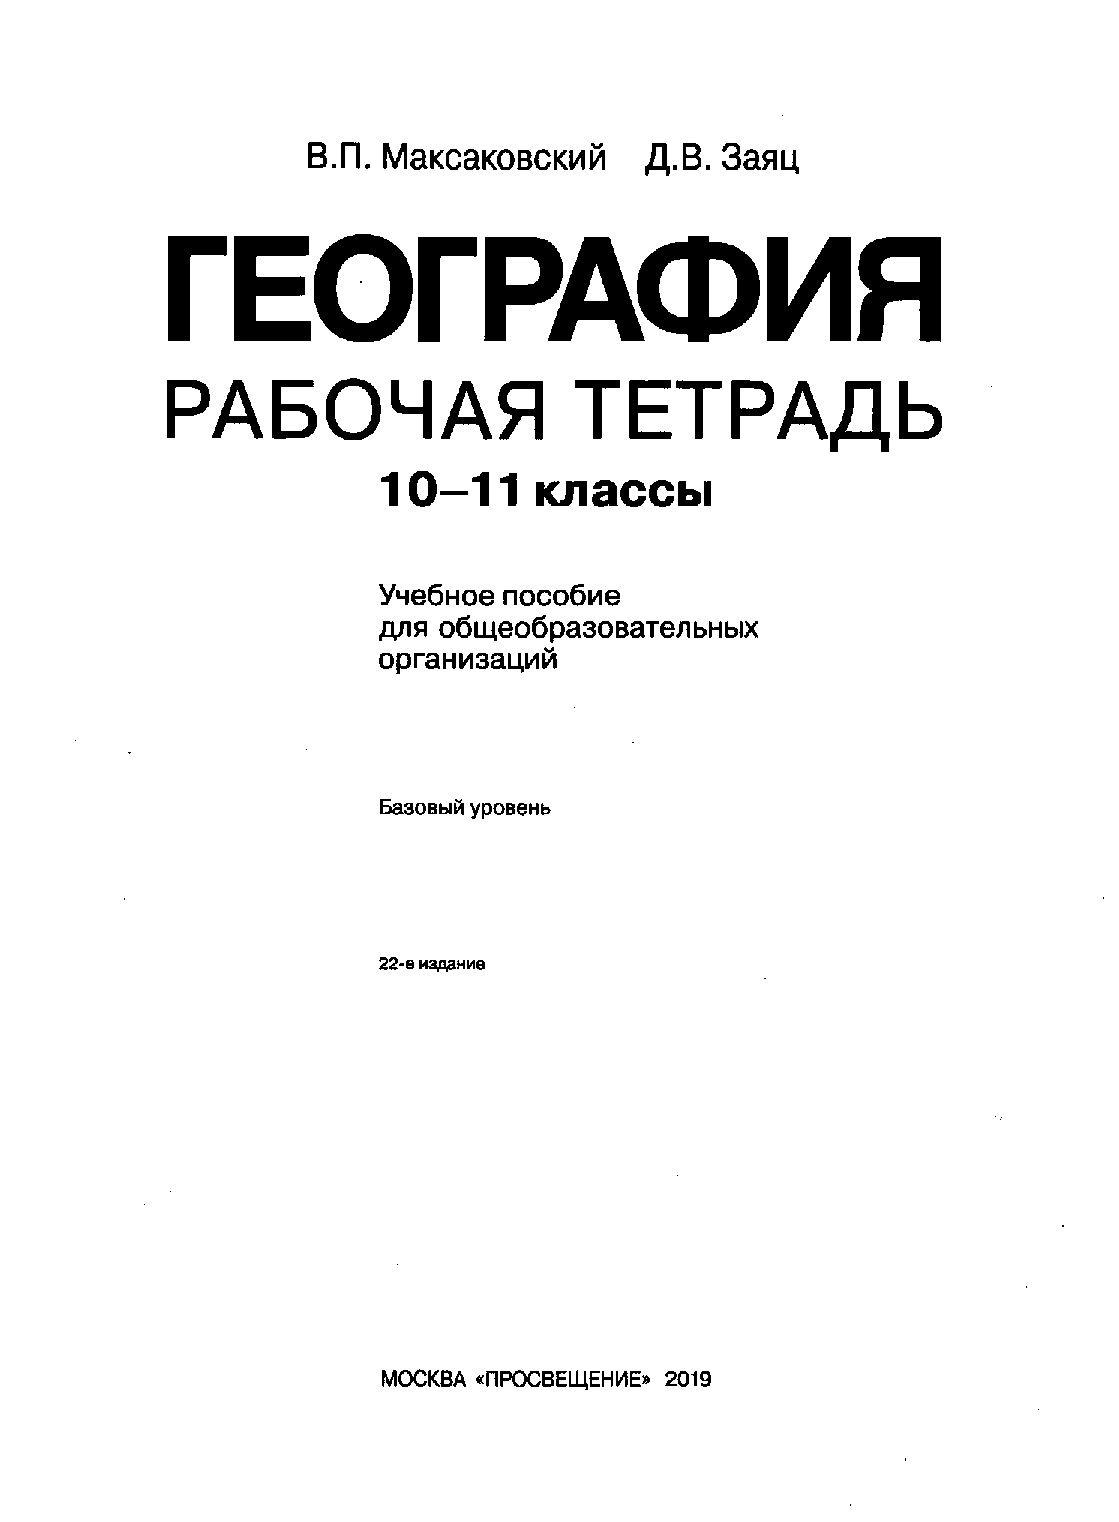 В.П. Максаковский Д.В. Заяц
ГЕОГРАФИЯ
РАБОЧАЯ ТЕТРАДЬ
10–11 классы
Учебное пособие
для общеобразовательных
организаций
Базовый уровень
22-е издание
МОСКВА «ПРОСВЕЩЕНИЕ» 2019